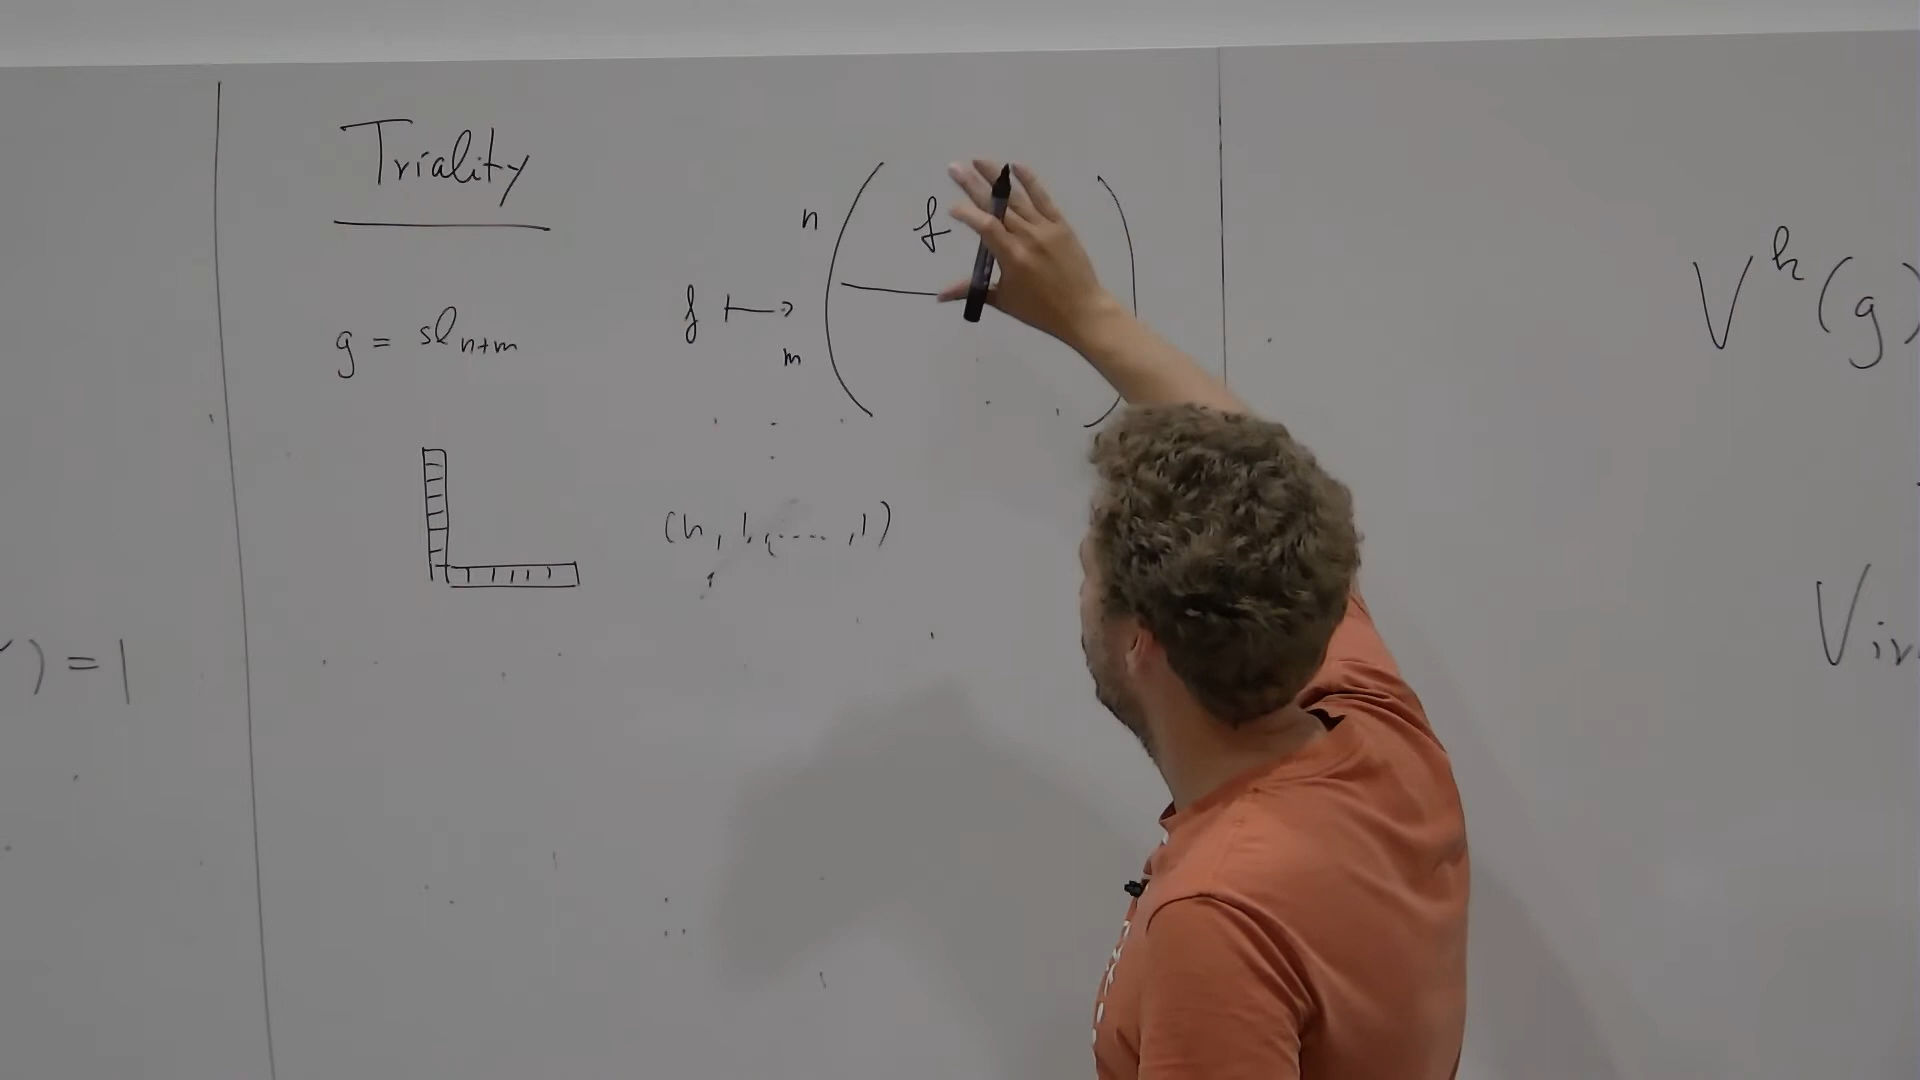 Triality
g = sl_{n+m}
f ↦
n
f
m
(n, 1, ...., 1)
) = 1
V^k(g)
Vir